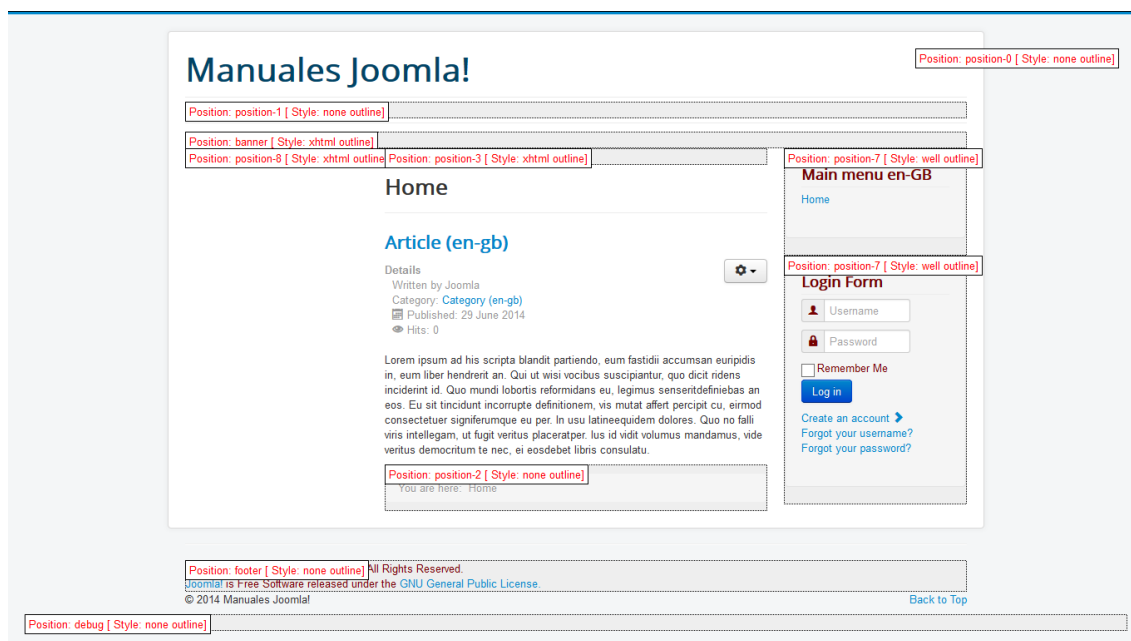 Manuales Joomla!
Position: position-0 [ Style: none outline]
Position: position-1 [ Style: none outline]
Position: banner [ Style: xhtml outline]
Position: position-8 [ Style: xhtml outline
Position: position-3 [ Style: xhtml outline]
Position: position-7 [ Style: well outline]
Home
Article (en-gb)
Details
Written by Joomla
Category: Category (en-gb)
Published: 29 June 2014
Hits: 0
Lorem ipsum ad his scripta blandit partiendo, eum fastidii accumsan euripidis
in, eum liber hendrerit an. Qui ut wisi vocibus suscipiantur, quo dicit ridens
inciderint id. Quo mundi lobortis reformidans eu, legimus senseritdefiniebas an
eos. Eu sit tincidunt incorrupte definitionem, vis mutat affert percipit cu, eirmod
consectetuer signiferumque eu per. In usu latineequidem dolores. Quo no falli
viris intellegam, ut fugit veritus placeratper. Ius id vidit volumus mandamus, vide
veritus democritum te nec, ei eosdebet libris consulatu.
Position: position-2 [ Style: none outline]
You are here: Home
Main menu en-GB
Home
Position: position-7 [ Style: well outline]
Login Form
Username
Password
Remember Me
Log in
Create an account
Forgot your username?
Forgot your password?
Position: footer [ Style: none outline] All Rights Reserved.
Joomla! is Free Software released under the GNU General Public License.
© 2014 Manuales Joomla!
Back to Top
Position: debug [ Style: none outline]